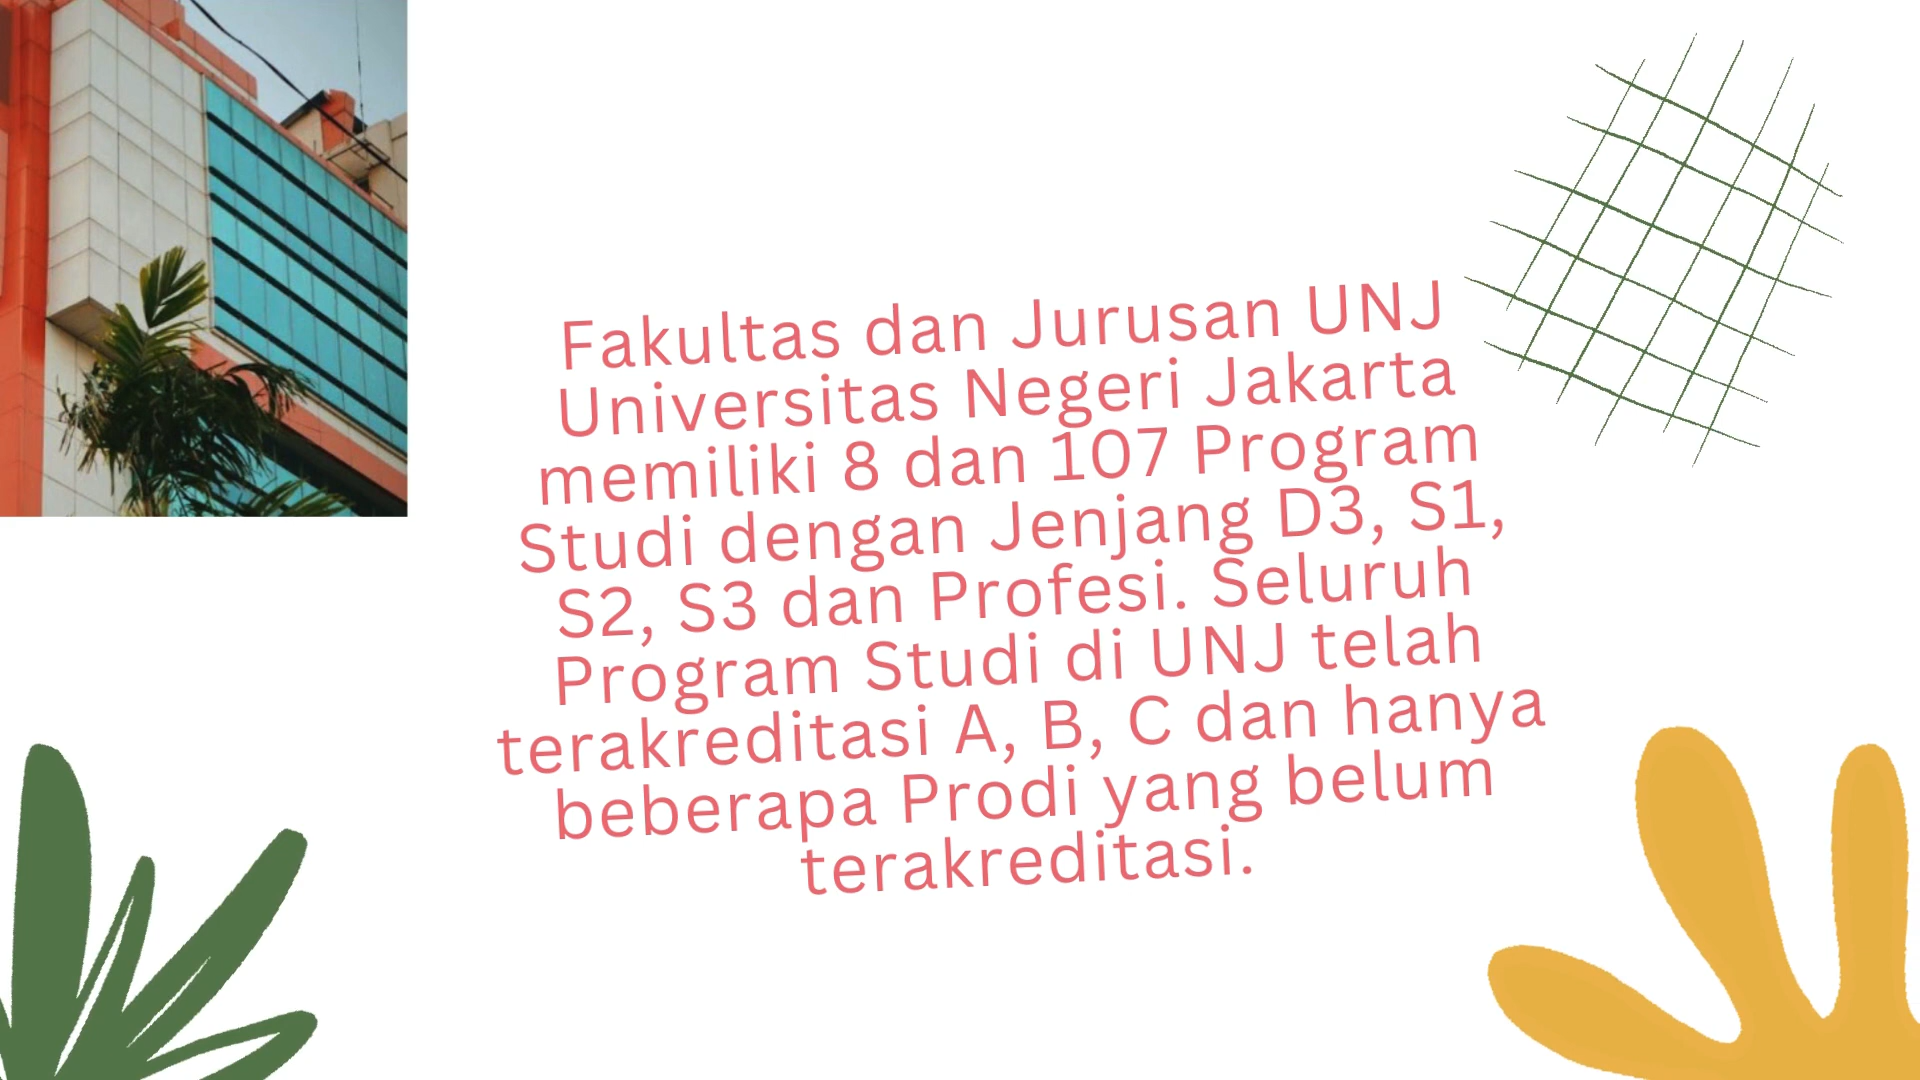 Fakultas dan Jurusan UNJ
Universitas Negeri Jakarta
memiliki 8 dan 107 Program
Studi dengan Jenjang D3, S1,
S2, S3 dan Profesi. Seluruh
Program Studi di UNJ telah
terakreditasi A, B, C dan hanya
beberapa Prodi yang belum
terakreditasi.